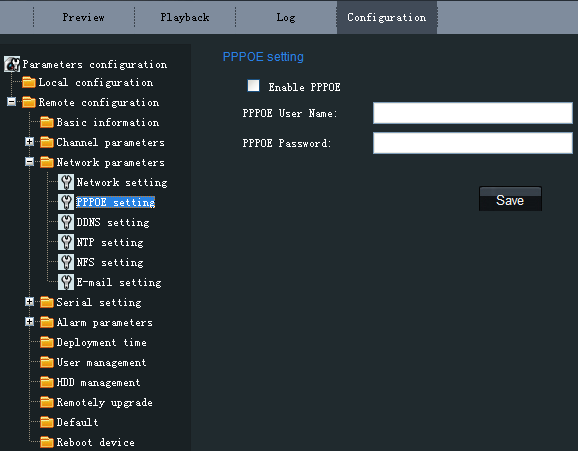 Preview Playback Log Configuration
PPPOE setting
Enable PPPOE
PPPOE User Name:
PPPOE Password:
Save
Parameters configuration
Local configuration
Remote configuration
Basic information
Channel parameters
Network parameters
Network setting
PPPOE setting
DDNS setting
NTP setting
NFS setting
E-mail setting
Serial setting
Alarm parameters
Deployment time
User management
HDD management
Remotely upgrade
Default
Reboot device